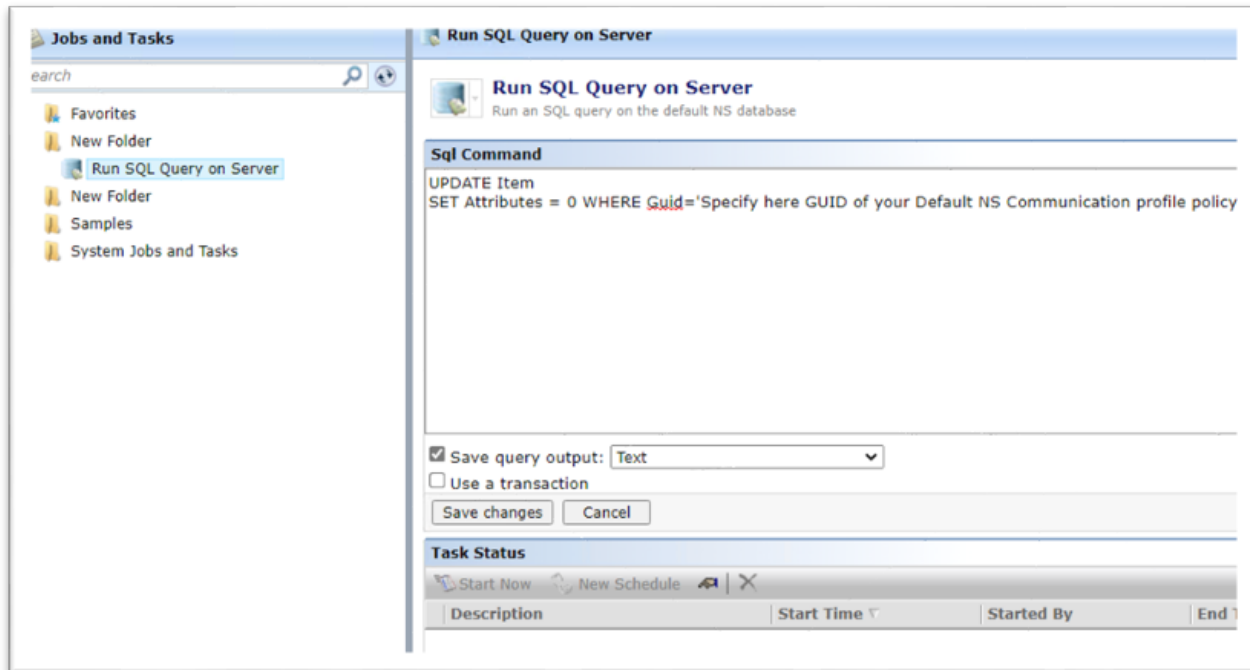 Jobs and Tasks
earch
Favorites
New Folder
Run SQL Query on Server
New Folder
Samples
System Jobs and Tasks
Run SQL Query on Server
Run SQL Query on Server
Run an SQL query on the default NS database
Sql Command
UPDATE Item
SET Attributes = 0 WHERE Guid='Specify here GUID of your Default NS Communication profile policy
Save query output: Text
Use a transaction
Save changes Cancel
Task Status
Start Now New Schedule
Description Start Time Started By End